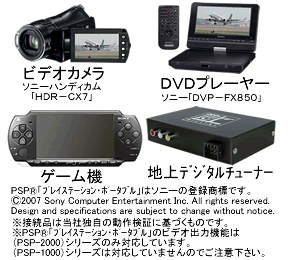 ビデオカメラ
ソニーハンディカム
「HDR-CX7」
DVDプレーヤー
ソニー「DVP-FX850」
ゲーム機
地上デジタルチューナー
PSP®「プレイステーション・ポータブル」はソニーの登録商標です。
©2007 Sony Computer Entertainment Inc. All rights reserved.
Design and specifications are subject to change without notice.
※接続品は当社独自の動作検証に基づくものです。
※PSP®「プレイステーション・ポータブル」のビデオ出力機能は
(PSP-2000)シリーズのみ対応しています。
(PSP-1000)シリーズは対応していませんのでご注意下さい。